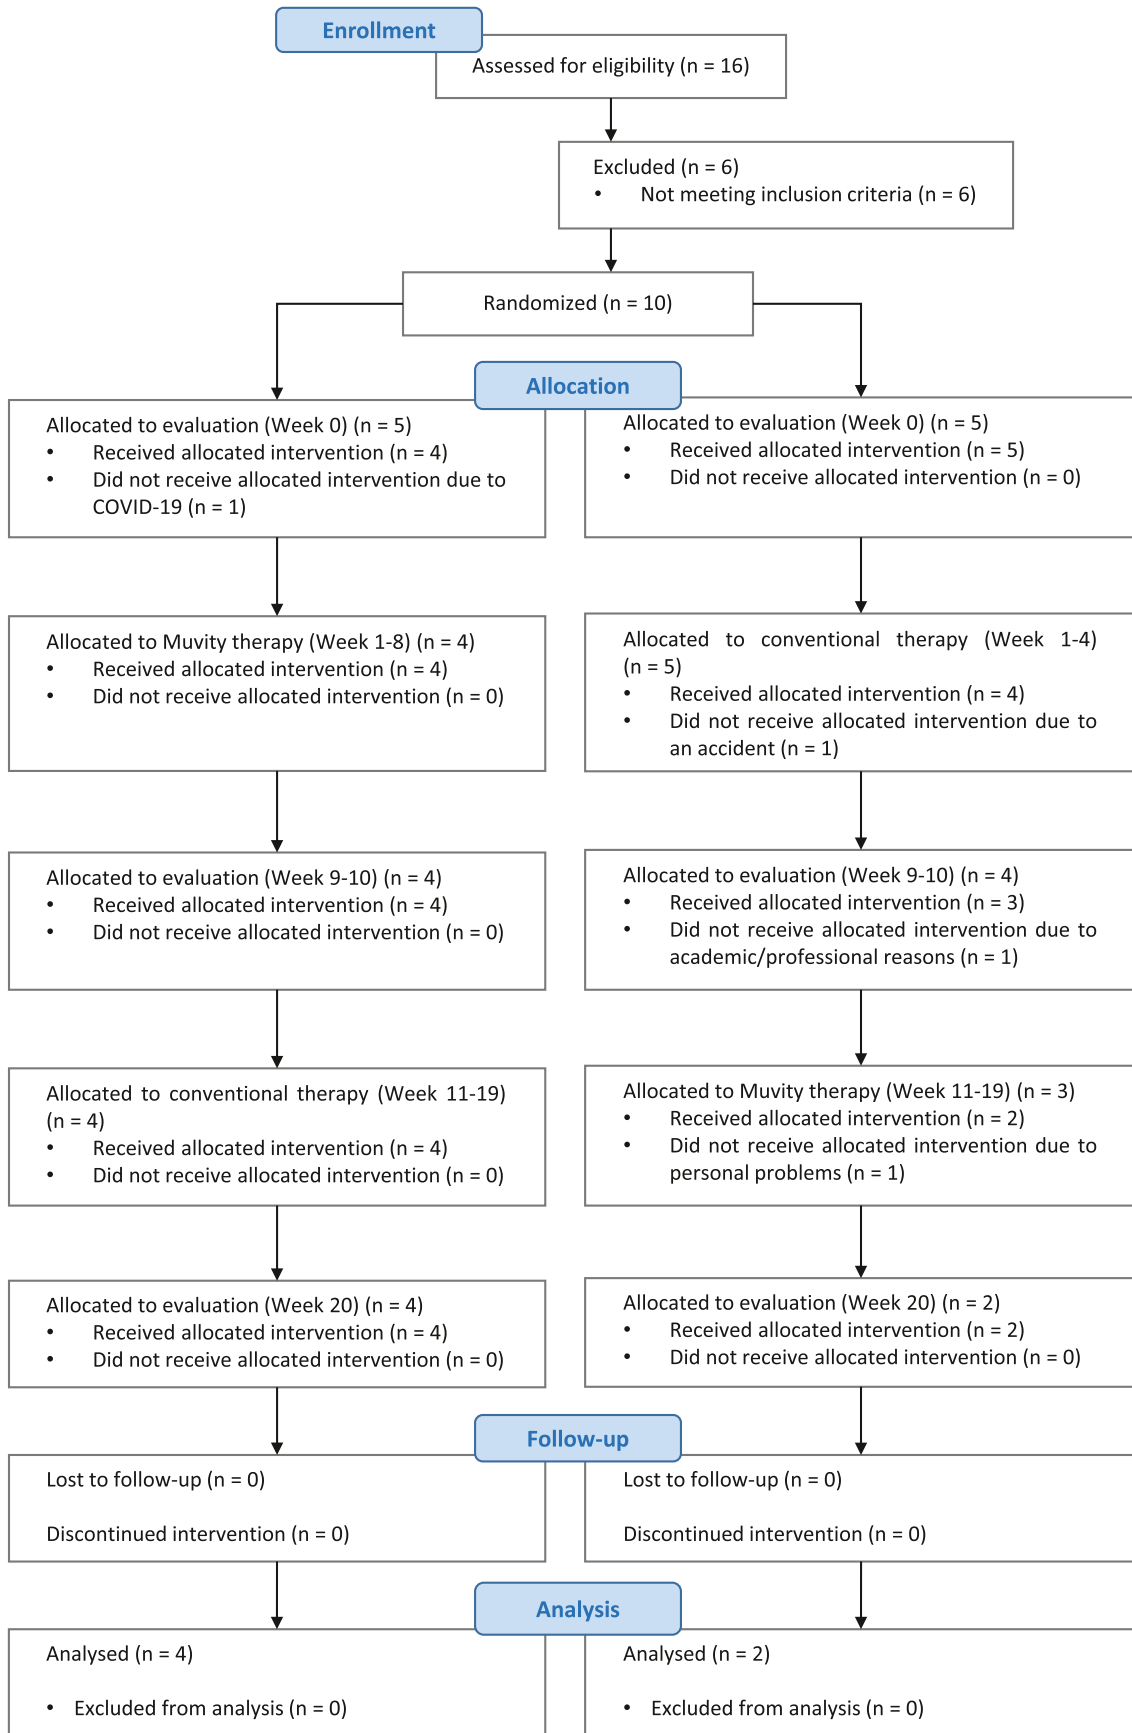 Enrollment
Assessed for eligibility (n = 16)
Excluded (n = 6)
• Not meeting inclusion criteria (n = 6)
Randomized (n = 10)
Allocation
Allocated to evaluation (Week 0) (n = 5)
• Received allocated intervention (n = 4)
• Did not receive allocated intervention due to
COVID-19 (n = 1)
Allocated to evaluation (Week 0) (n = 5)
• Received allocated intervention (n = 5)
• Did not receive allocated intervention (n = 0)
Allocated to Muvity therapy (Week 1-8) (n = 4)
• Received allocated intervention (n = 4)
• Did not receive allocated intervention (n = 0)
Allocated to conventional therapy (Week 1-4)
(n = 5)
• Received allocated intervention (n = 4)
• Did not receive allocated intervention due to
an accident (n = 1)
Allocated to evaluation (Week 9-10) (n = 4)
• Received allocated intervention (n = 4)
• Did not receive allocated intervention (n = 0)
Allocated to evaluation (Week 9-10) (n = 4)
• Received allocated intervention (n = 3)
• Did not receive allocated intervention due to
academic/professional reasons (n = 1)
Allocated to conventional therapy (Week 11-19)
(n = 4)
• Received allocated intervention (n = 4)
• Did not receive allocated intervention (n = 0)
Allocated to Muvity therapy (Week 11-19) (n = 3)
• Received allocated intervention (n = 2)
• Did not receive allocated intervention due to
personal problems (n = 1)
Allocated to evaluation (Week 20) (n = 4)
• Received allocated intervention (n = 4)
• Did not receive allocated intervention (n = 0)
Allocated to evaluation (Week 20) (n = 2)
• Received allocated intervention (n = 2)
• Did not receive allocated intervention (n = 0)
Follow-up
Lost to follow-up (n = 0)
Discontinued intervention (n = 0)
Lost to follow-up (n = 0)
Discontinued intervention (n = 0)
Analysis
Analysed (n = 4)
• Excluded from analysis (n = 0)
Analysed (n = 2)
• Excluded from analysis (n = 0)